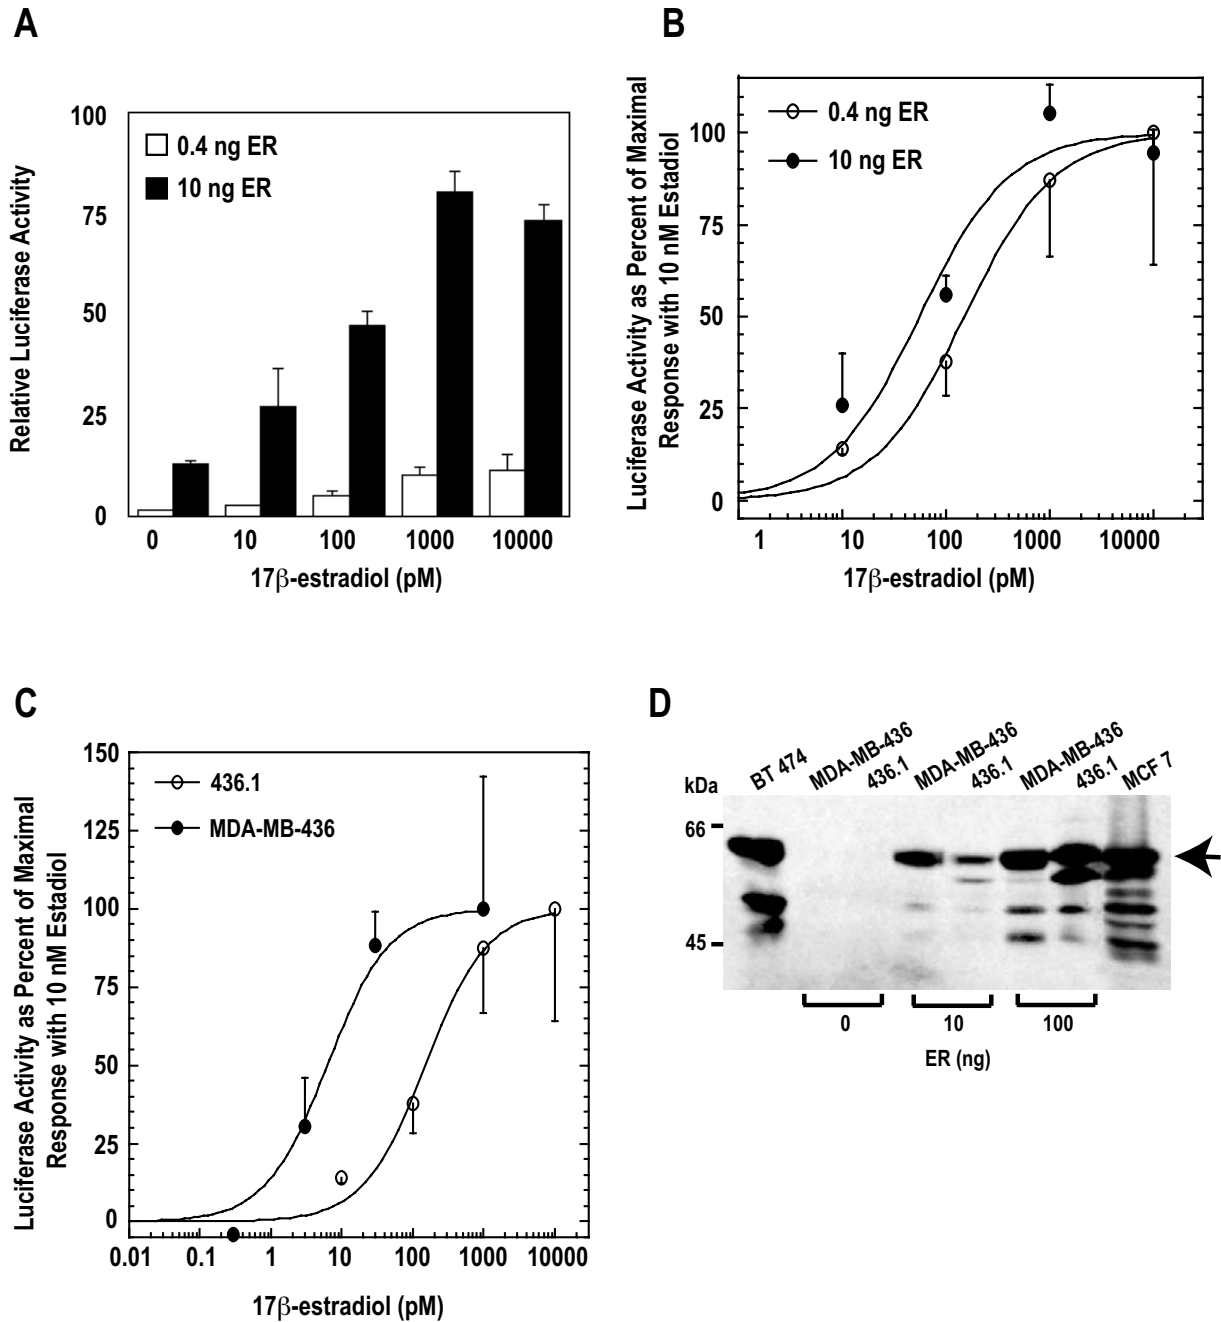 A
Relative Luciferase Activity
100
75
50
25
0
0.4 ng ER
10 ng ER
0 10 100 1000 10000
17β-estradiol (pM)
B
Luciferase Activity as Percent of Maximal
Response with 10 nM Estadiol
100
75
50
25
0
0.4 ng ER
10 ng ER
1 10 100 1000 10000
17β-estradiol (pM)
C
Luciferase Activity as Percent of Maximal
Response with 10 nM Estadiol
150
125
100
75
50
25
0
436.1
MDA-MB-436
0.01 0.1 1 10 100 1000 10000
17β-estradiol (pM)
D
kDa
BT 474
MDA-MB-436
436.1
MDA-MB-436
436.1
MDA-MB-436
436.1
MCF 7
66
45
0 10 100
ER (ng)